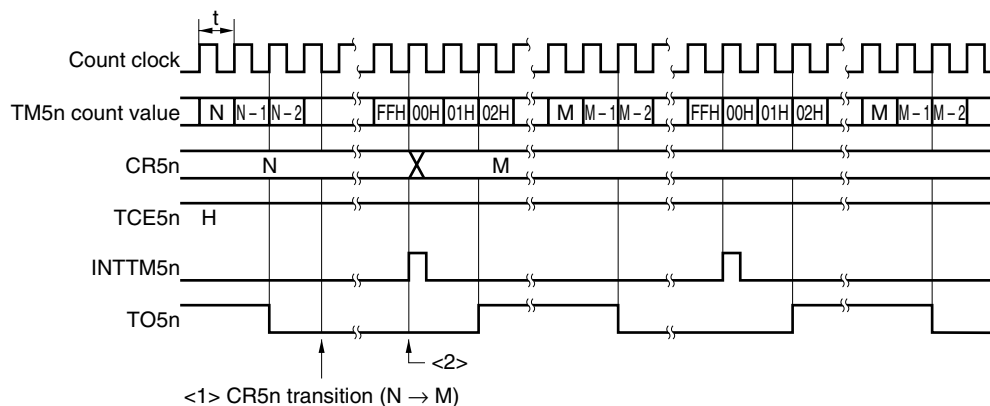 t
Count clock
TM5n count value N N – 1 N – 2 FFH 00H 01H 02H M M – 1 M – 2 FFH 00H 01H 02H M M – 1 M – 2
CR5n N M
TCE5n H
INTTM5n
TO5n
<2>
<1> CR5n transition (N → M)